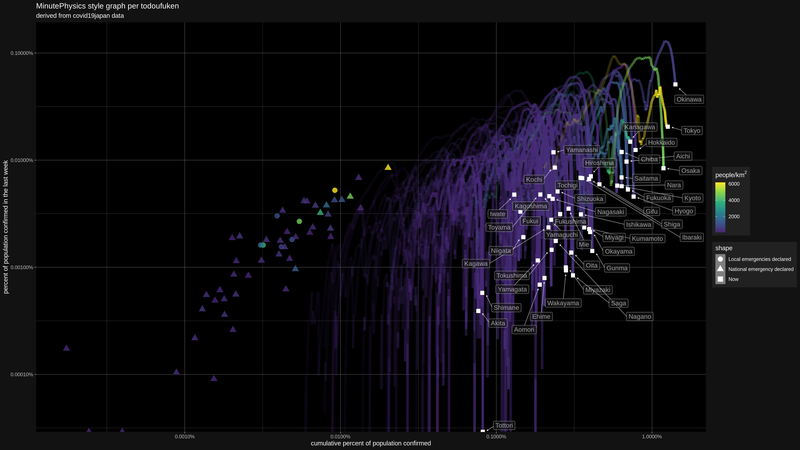 MinutePhysics style graph per todoufuken
derived from covid19japan data
percent of population confirmed in the last week
0.10000%
0.01000%
0.00100%
0.00010%
Okinawa
Tokyo
Kanagawa
Hokkaido
Yamanashi
Aichi
Chiba
Hiroshima
Osaka
Kochi
Saitama
Tochigi
Nara
Shizuoka
Fukuoka
Kyoto
Kagoshima
Iwate
Nagasaki
Gifu
Hyogo
Fukui
Fukushima
Toyama
Ishikawa
Shiga
Yamaguchi
Miyagi
Kumamoto
Ibaraki
Mie
Niigata
Okayama
Kagawa
Oita
Gunma
Tokushima
Yamagata
Miyazaki
Wakayama
Saga
Shimane
Ehime
Nagano
Akita
Aomori
Tottori
0.0010%
0.0100%
0.1000%
1.0000%
cumulative percent of population confirmed
people/km²
6000
4000
2000
shape
Local emergencies declared
National emergency declared
Now